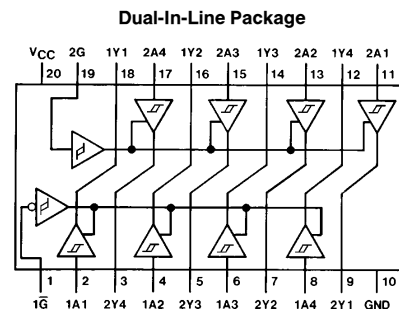 Dual-In-Line Package
VCC 2G 1Y1 2A4 1Y2 2A3 1Y3 2A2 1Y4 2A1
20 19 18 17 16 15 14 13 12 11
1 2 3 4 5 6 7 8 9 10
1G̅ 1A1 2Y4 1A2 2Y3 1A3 2Y2 1A4 2Y1 GND